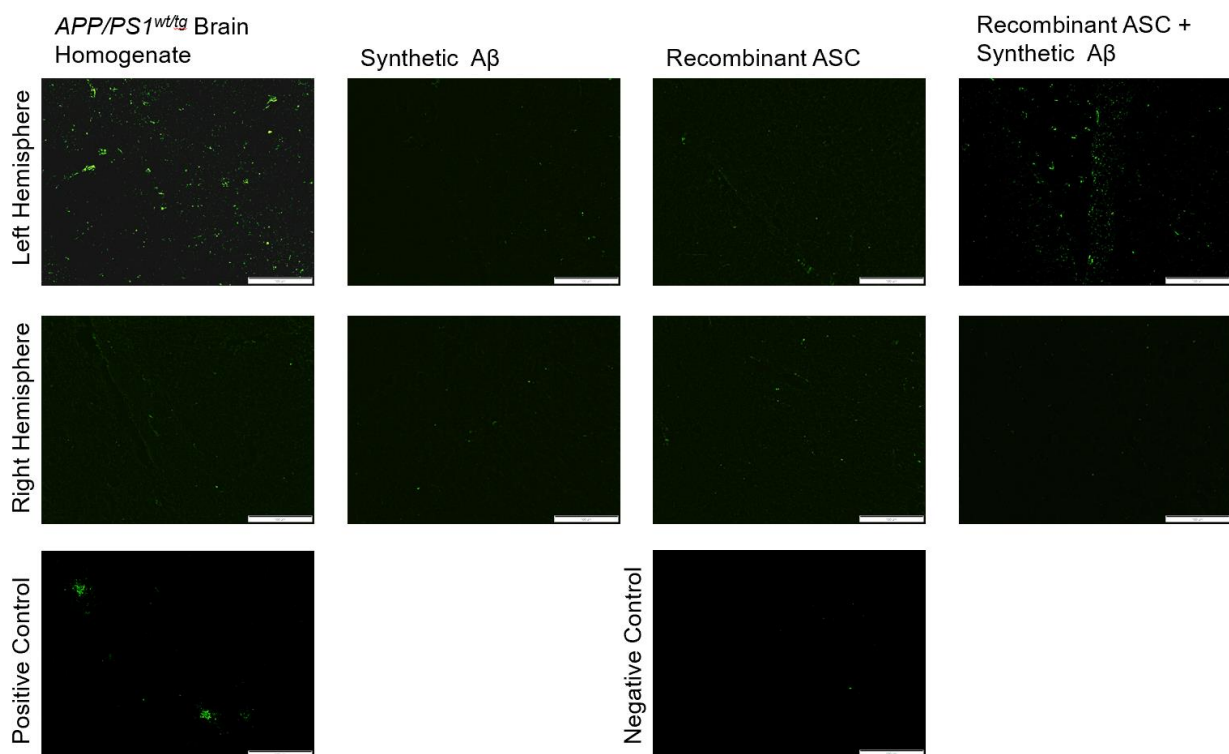 APP/PS1wt/tg Brain
Homogenate
Synthetic Aβ
Recombinant ASC
Recombinant ASC +
Synthetic Aβ
Left Hemisphere
Right Hemisphere
Positive Control
Negative Control